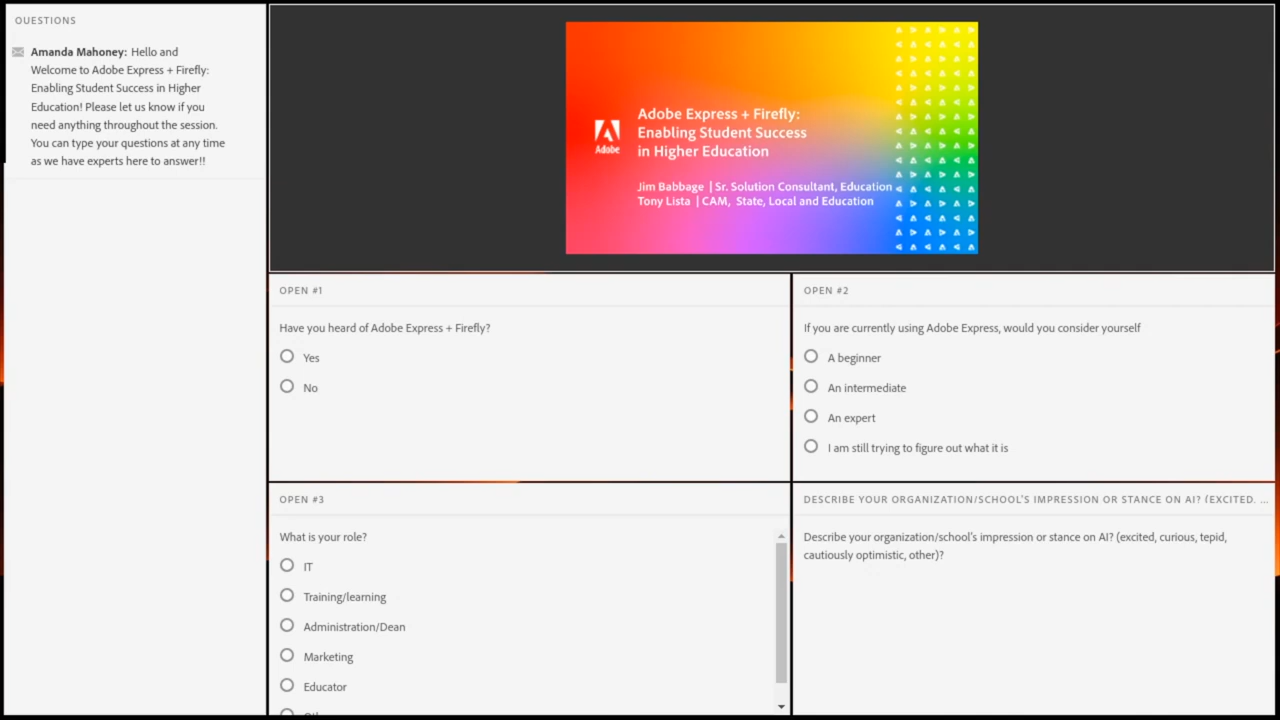 QUESTIONS
Amanda Mahoney: Hello and
Welcome to Adobe Express + Firefly:
Enabling Student Success in Higher
Education! Please let us know if you
need anything throughout the session.
You can type your questions at any time
as we have experts here to answer!!
Adobe
Adobe Express + Firefly:
Enabling Student Success
in Higher Education
Jim Babbage | Sr. Solution Consultant, Education
Tony Lista | CAM, State, Local and Education
OPEN #1
Have you heard of Adobe Express + Firefly?
Yes
No
OPEN #2
If you are currently using Adobe Express, would you consider yourself
A beginner
An intermediate
An expert
I am still trying to figure out what it is
OPEN #3
What is your role?
IT
Training/learning
Administration/Dean
Marketing
Educator
DESCRIBE YOUR ORGANIZATION/SCHOOL'S IMPRESSION OR STANCE ON AI? (EXCITED. ...
Describe your organization/school's impression or stance on AI? (excited, curious, tepid,
cautiously optimistic, other)?